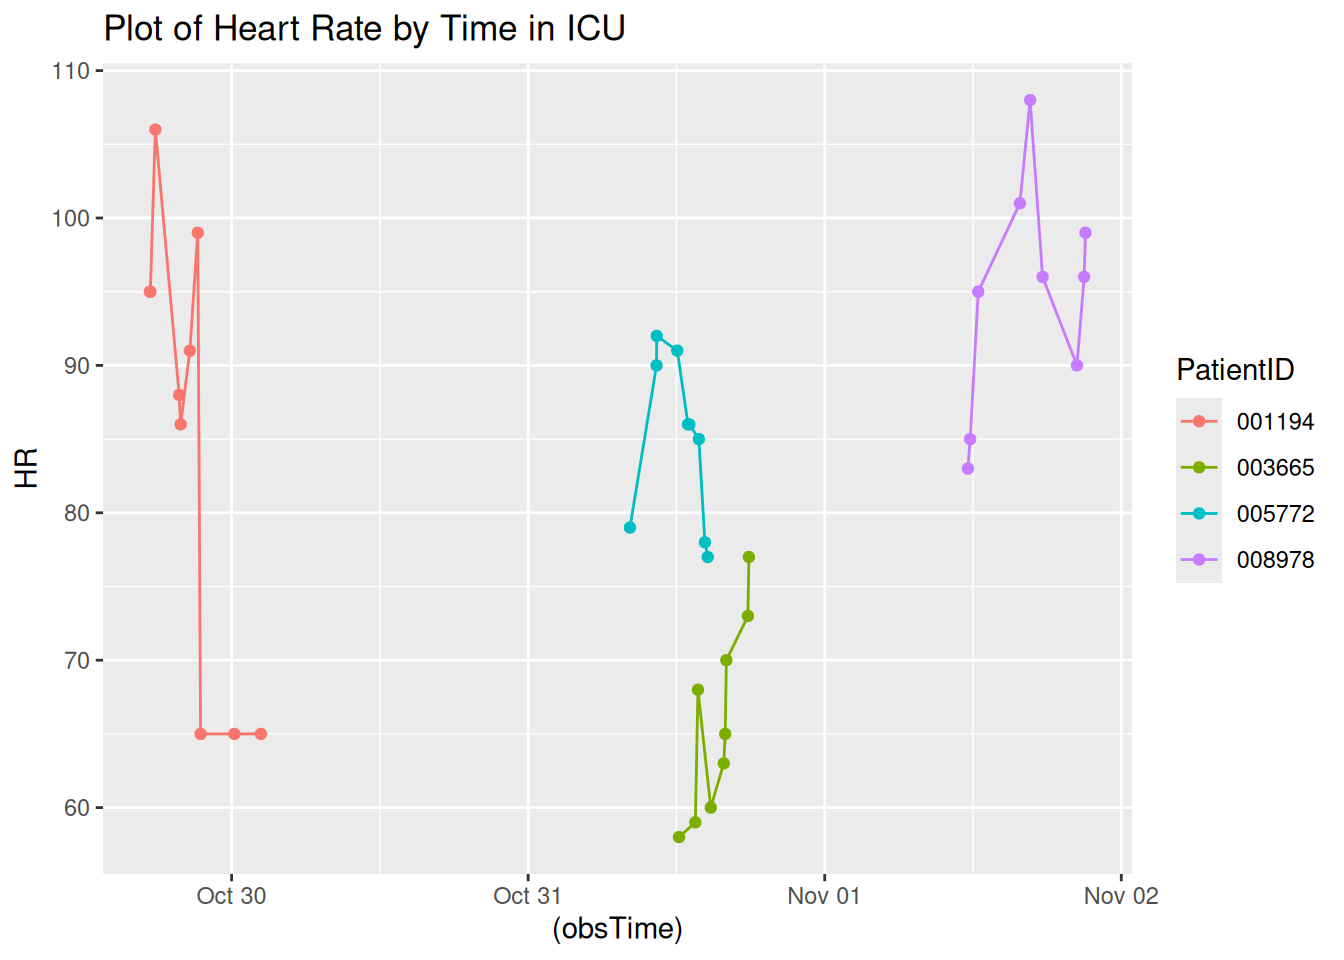 Plot of Heart Rate by Time in ICU
110
100
90
80
70
60
HR
Oct 30
Oct 31
Nov 01
Nov 02
(obsTime)
PatientID
001194
003665
005772
008978